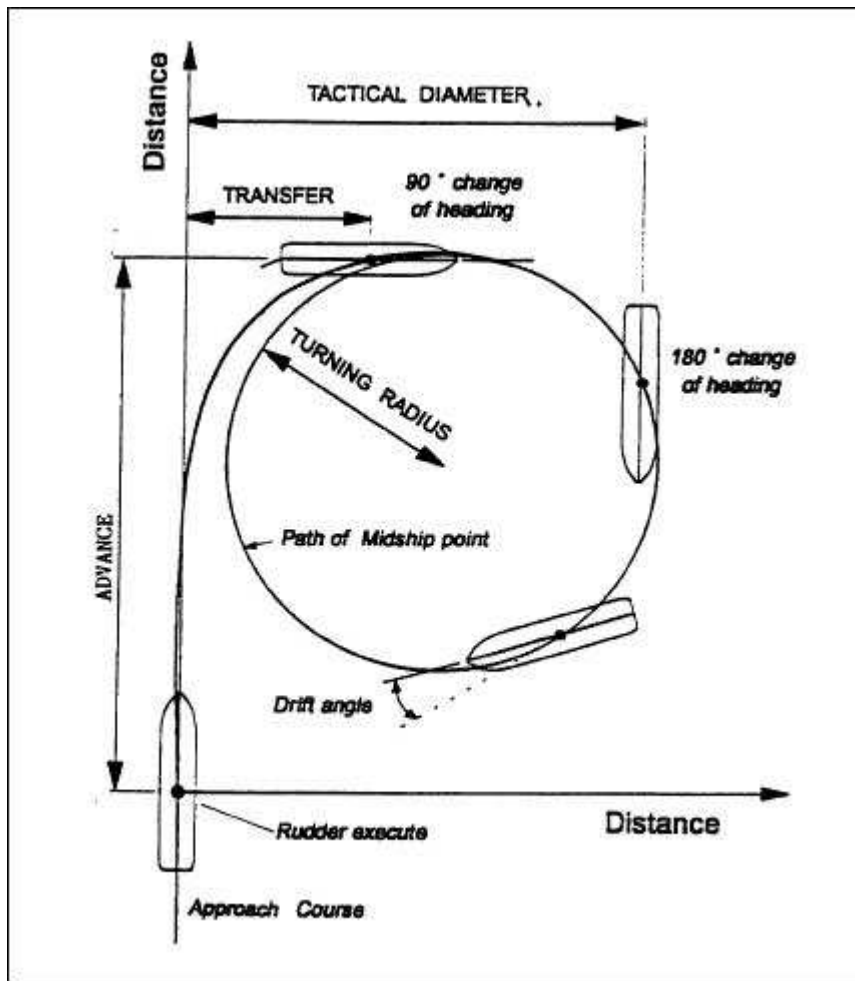 Distance
TACTICAL DIAMETER.
TRANSFER
90° change
of heading
TURNING RADIUS
180° change
of heading
ADVANCE
Path of Midship point
Drift angle
Rudder execute
Distance
Approach Course